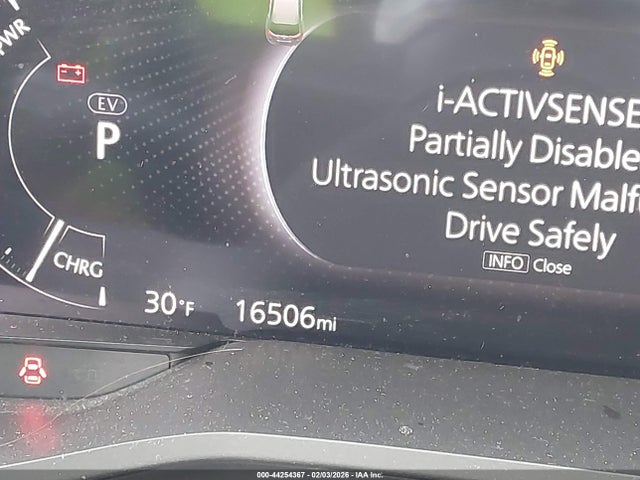 PWR
EV
P
i-ACTIVSENSE
Partially Disable
Ultrasonic Sensor Malf
Drive Safely
INFO Close
CHRG
30°F 16506mi
000-44254367 - 02/03/2026 - IAA Inc.